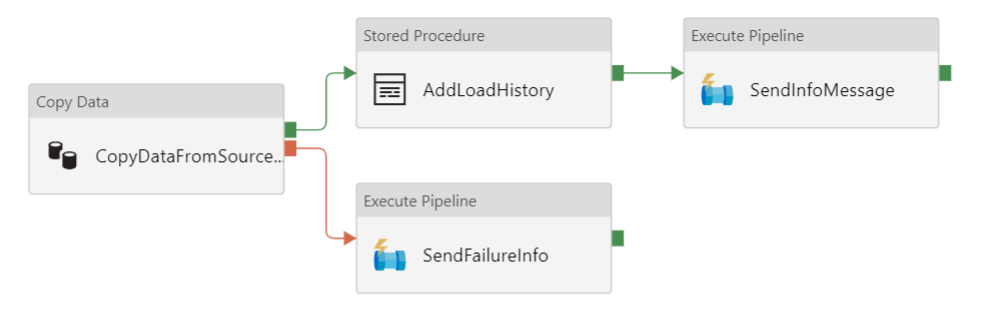 Stored Procedure
AddLoadHistory
Execute Pipeline
SendInfoMessage
Copy Data
CopyDataFromSource...
Execute Pipeline
SendFailureInfo